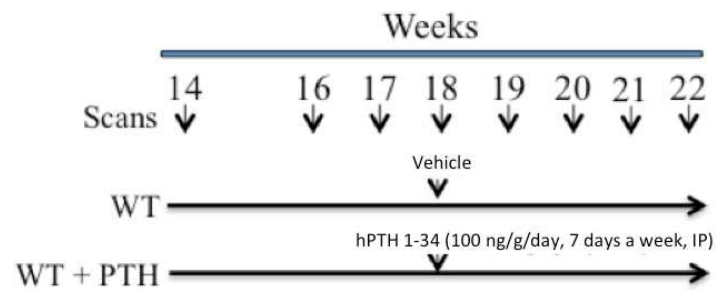 Weeks
14 16 17 18 19 20 21 22
Scans
Vehicle
WT
hPTH 1-34 (100 ng/g/day, 7 days a week, IP)
WT + PTH